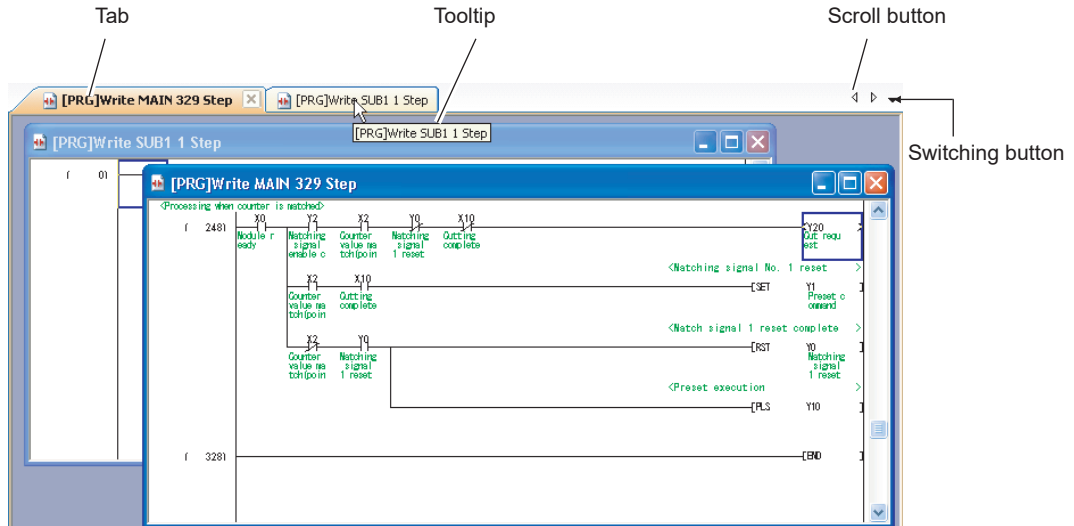 Tab
Tooltip
Scroll button
[PRG]Write MAIN 329 Step
[PRG]Write SUB1 1 Step
[PRG]Write SUB1 1 Step
Switching button
[PRG]Write SUB1 1 Step
( 0)
[PRG]Write MAIN 329 Step
<Processing when counter is matched>
( 248)
X0 Y2 X2 Y0 X10 Y20
Module r
eady
Matching
signal
enable c
Counter
value ma
tch(poin
Matching
signal
1 reset
Cutting
complete
Cut requ
est
<Matching signal No. 1 reset >
X2 X10 [SET Y1 ]
Counter
value ma
tch(poin
Cutting
complete
Preset c
ommand
<Match signal 1 reset complete >
X2 Y0 [RST Y0 ]
Counter
value ma
tch(poin
Matching
signal
1 reset
Matching
signal
1 reset
<Preset execution >
[PLS Y10 ]
( 328) [END ]